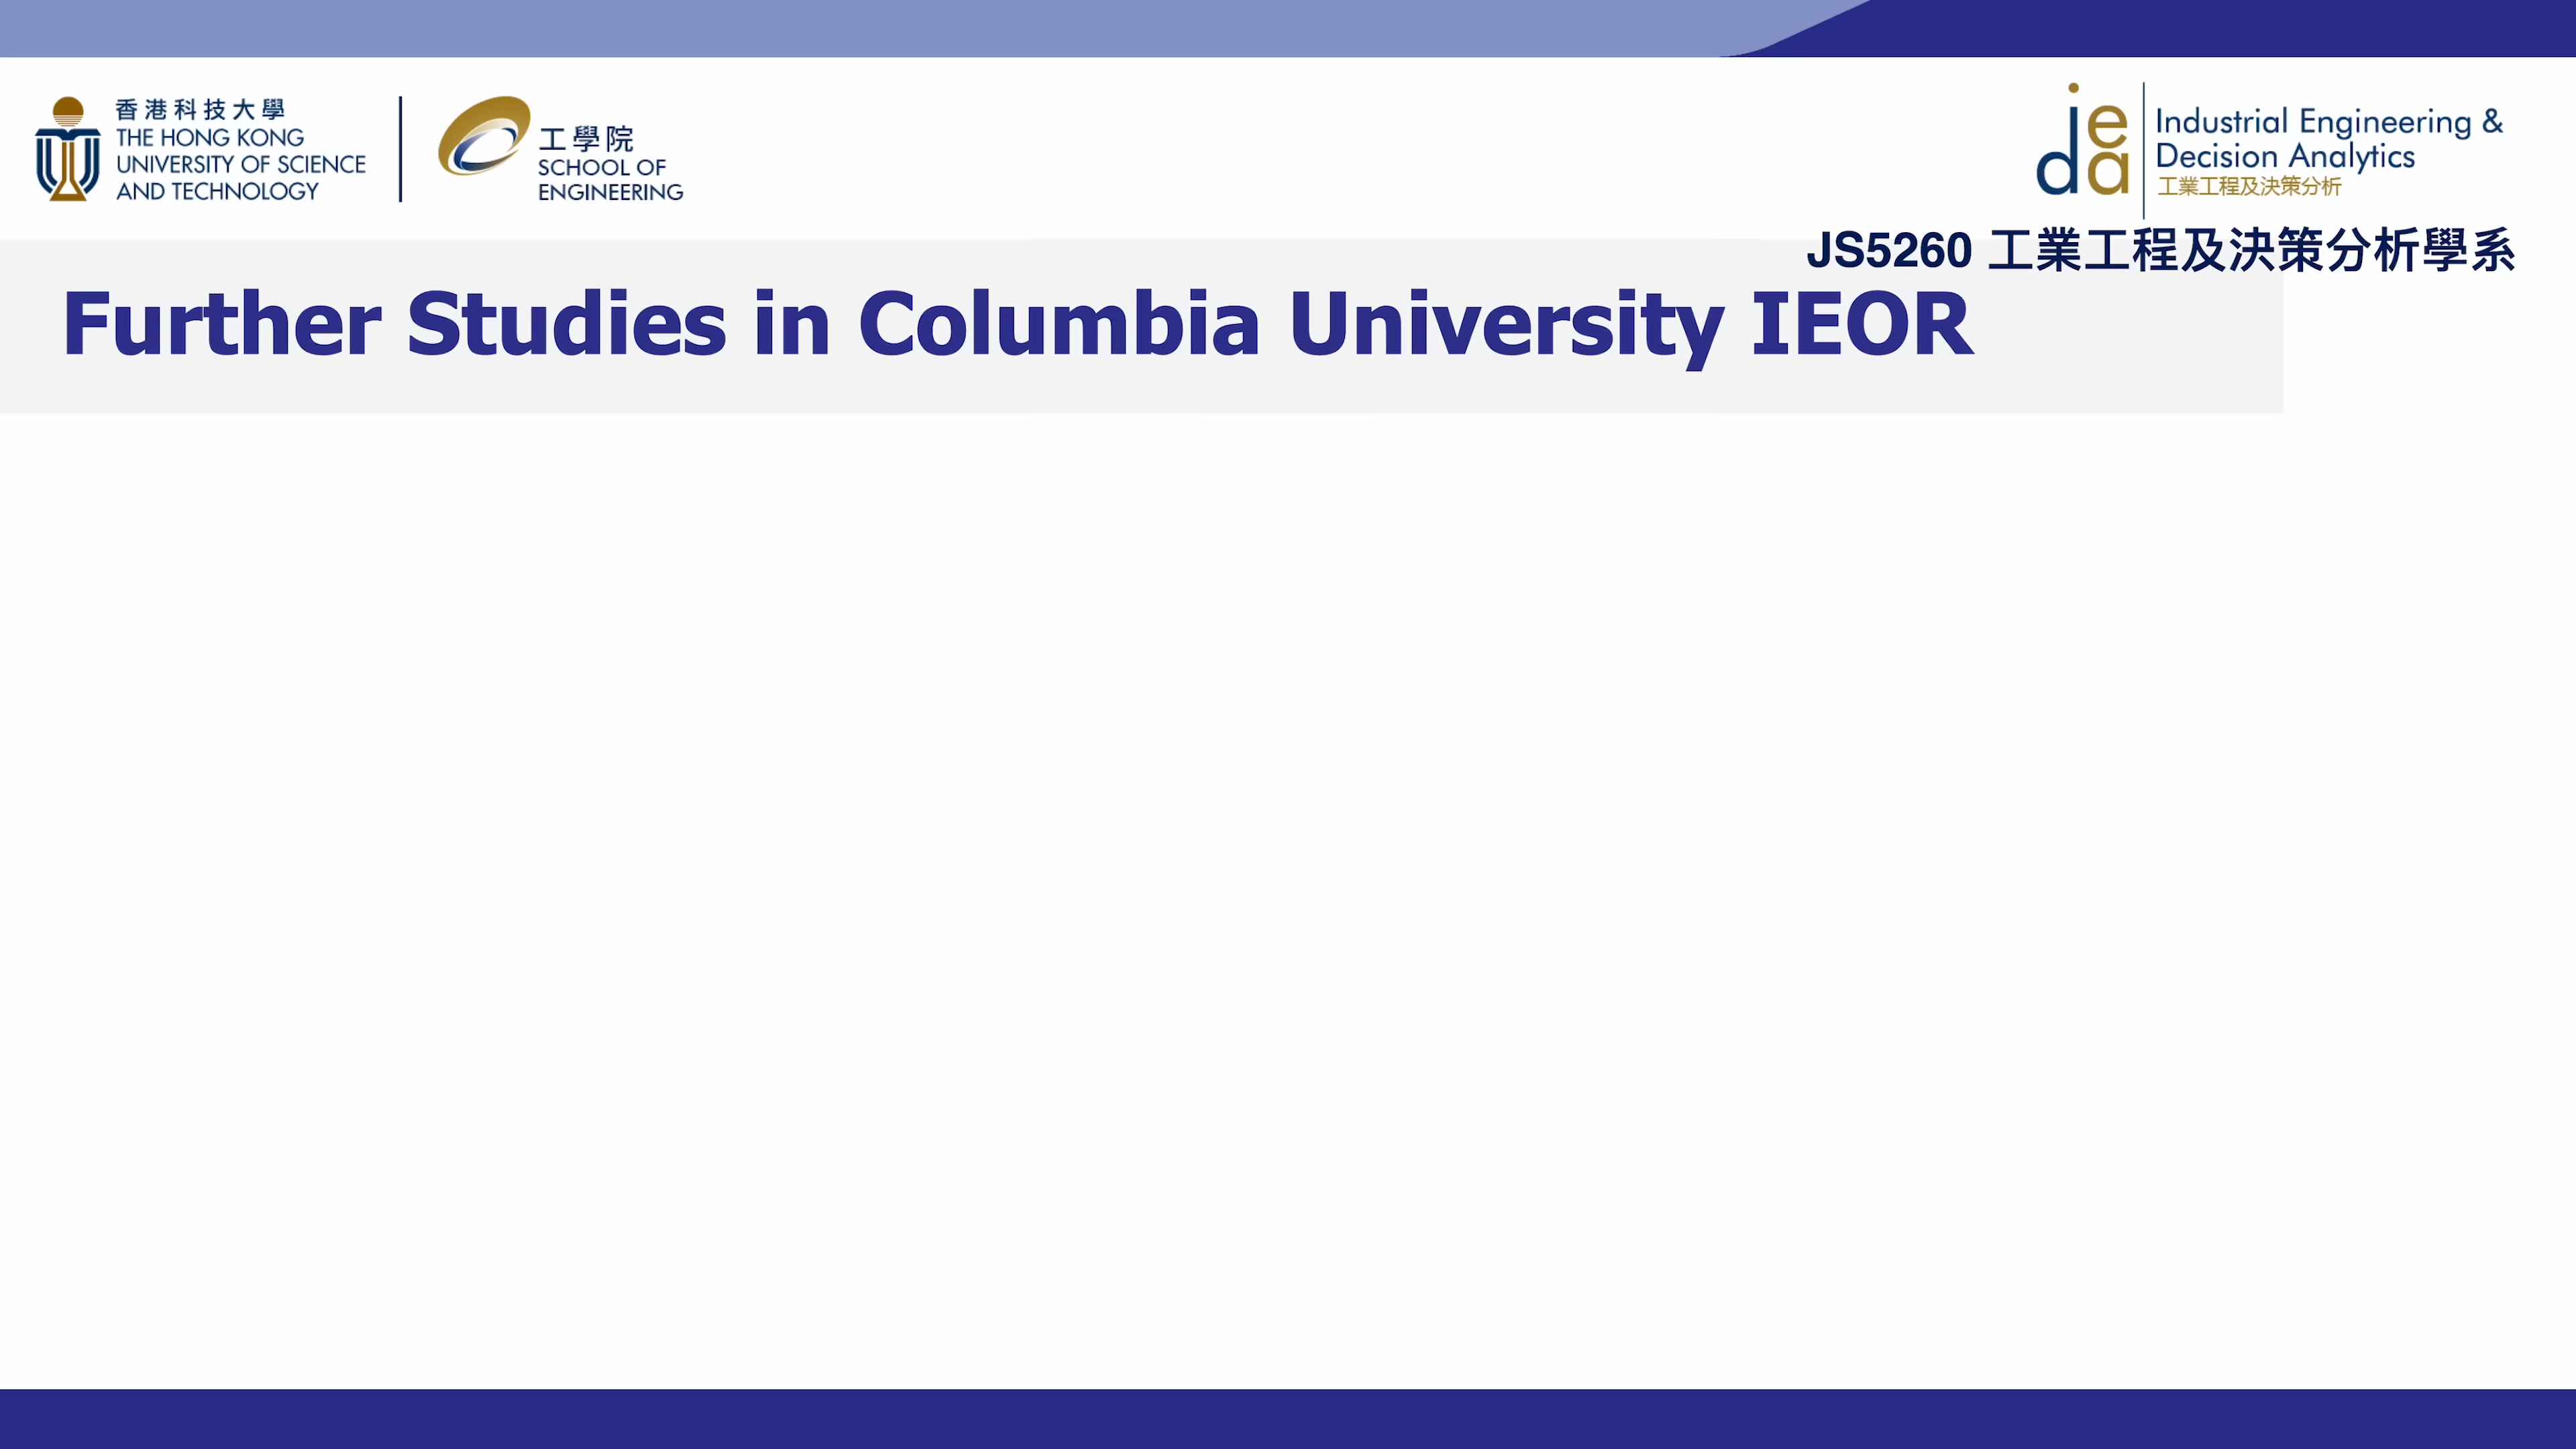 香港科技大學
THE HONG KONG
UNIVERSITY OF SCIENCE
AND TECHNOLOGY
工學院
SCHOOL OF
ENGINEERING
ieda
Industrial Engineering &
Decision Analytics
工業工程及決策分析
JS5260 工業工程及決策分析學系
Further Studies in Columbia University IEOR